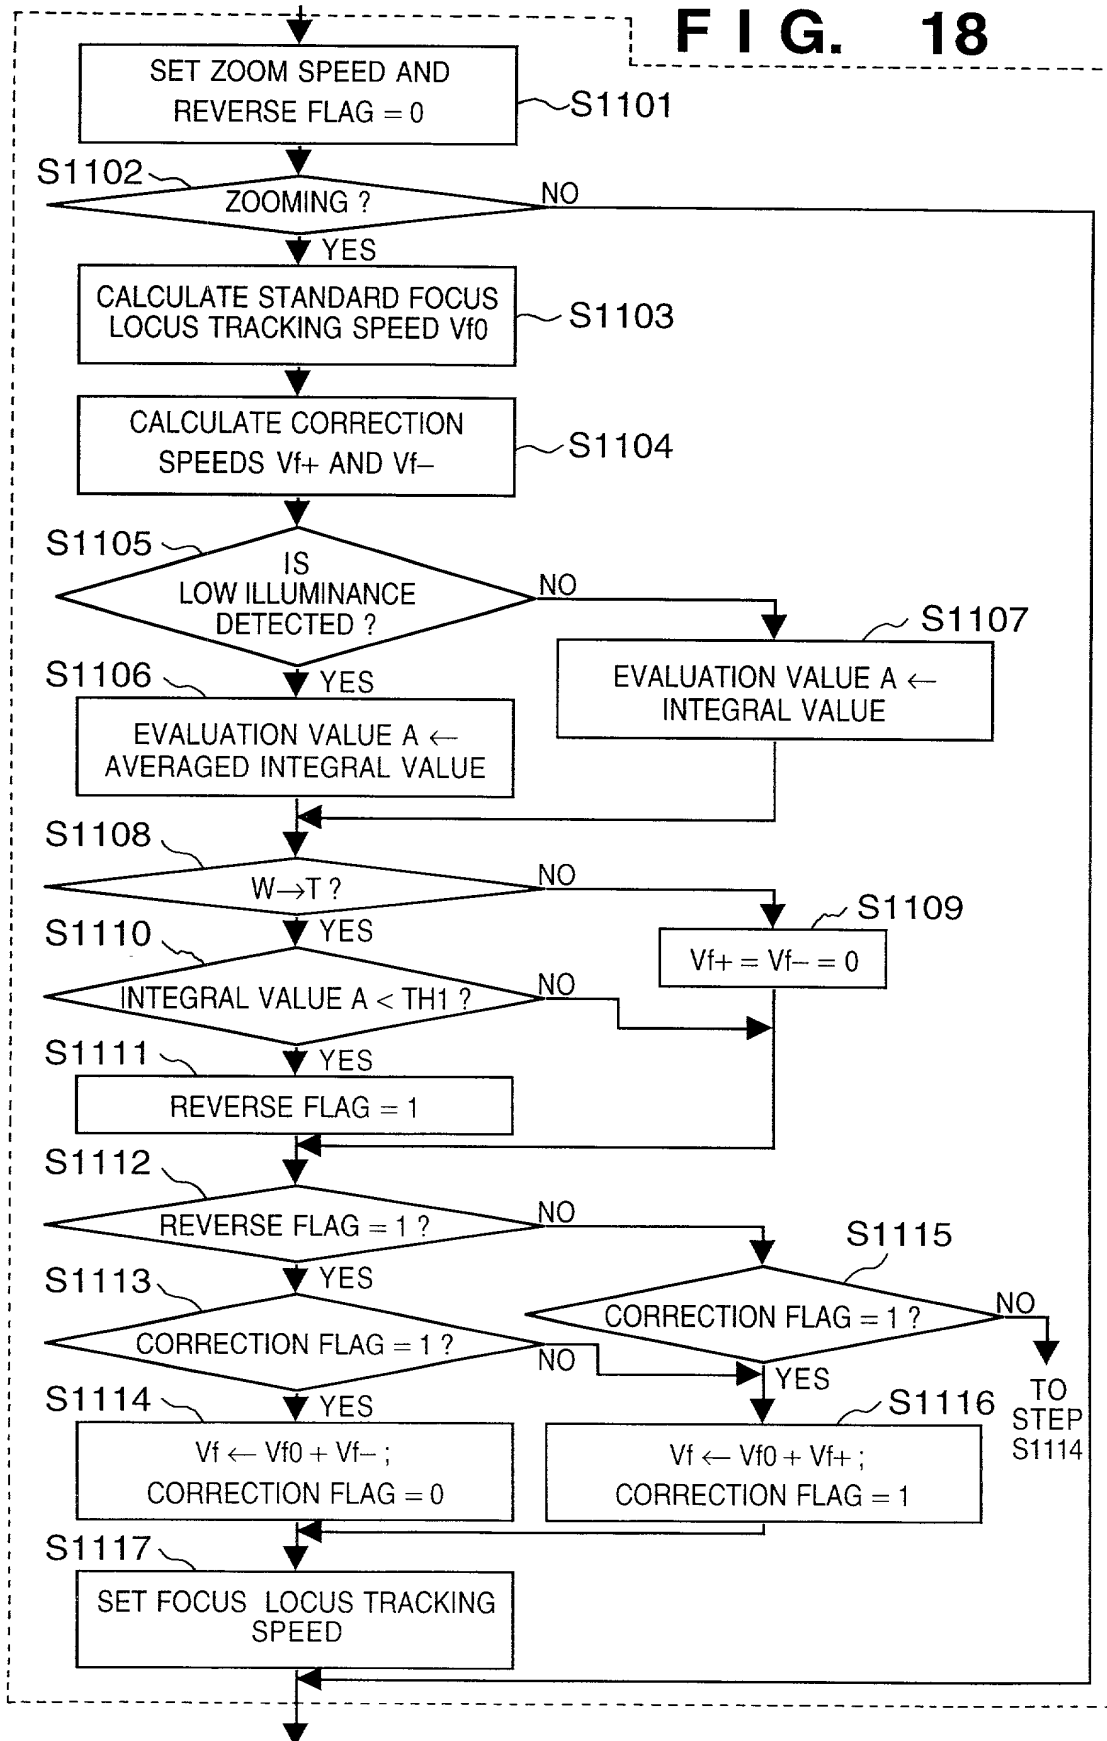 FIG. 18
SET ZOOM SPEED AND
REVERSE FLAG = 0
S1101
S1102
ZOOMING ?
NO
YES
CALCULATE STANDARD FOCUS
LOCUS TRACKING SPEED Vf0
S1103
CALCULATE CORRECTION
SPEEDS Vf+ AND Vf–
S1104
S1105
IS
LOW ILLUMINANCE
DETECTED ?
NO
YES
S1107
EVALUATION VALUE A ←
INTEGRAL VALUE
S1106
EVALUATION VALUE A ←
AVERAGED INTEGRAL VALUE
S1108
W→T ?
NO
YES
S1109
Vf+ = Vf– = 0
S1110
INTEGRAL VALUE A < TH1 ?
NO
YES
S1111
REVERSE FLAG = 1
S1112
REVERSE FLAG = 1 ?
NO
YES
S1115
CORRECTION FLAG = 1 ?
NO
YES
TO
STEP
S1114
S1113
CORRECTION FLAG = 1 ?
NO
YES
S1114
Vf ← Vf0 + Vf– ;
CORRECTION FLAG = 0
S1116
Vf ← Vf0 + Vf+ ;
CORRECTION FLAG = 1
S1117
SET FOCUS LOCUS TRACKING
SPEED